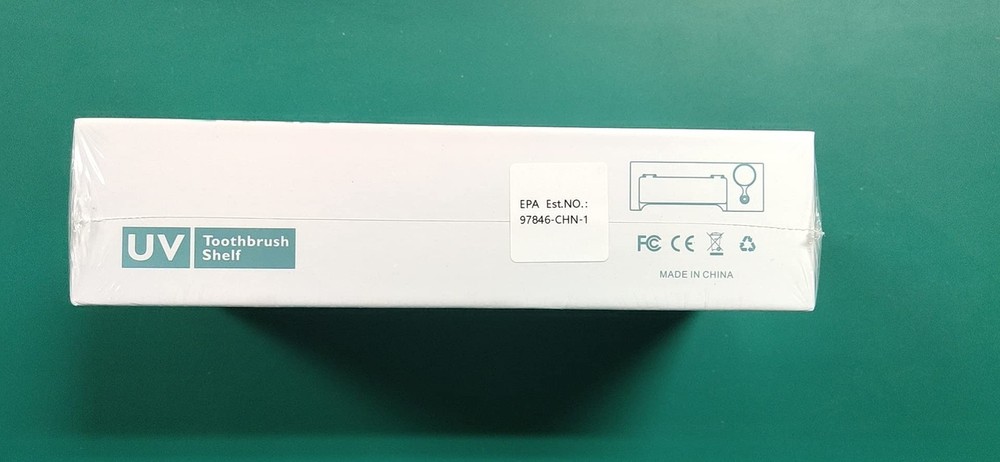 UV
Toothbrush
Shelf
EPA Est.NO.:
97846-CHN-1
FC CE
MADE IN CHINA